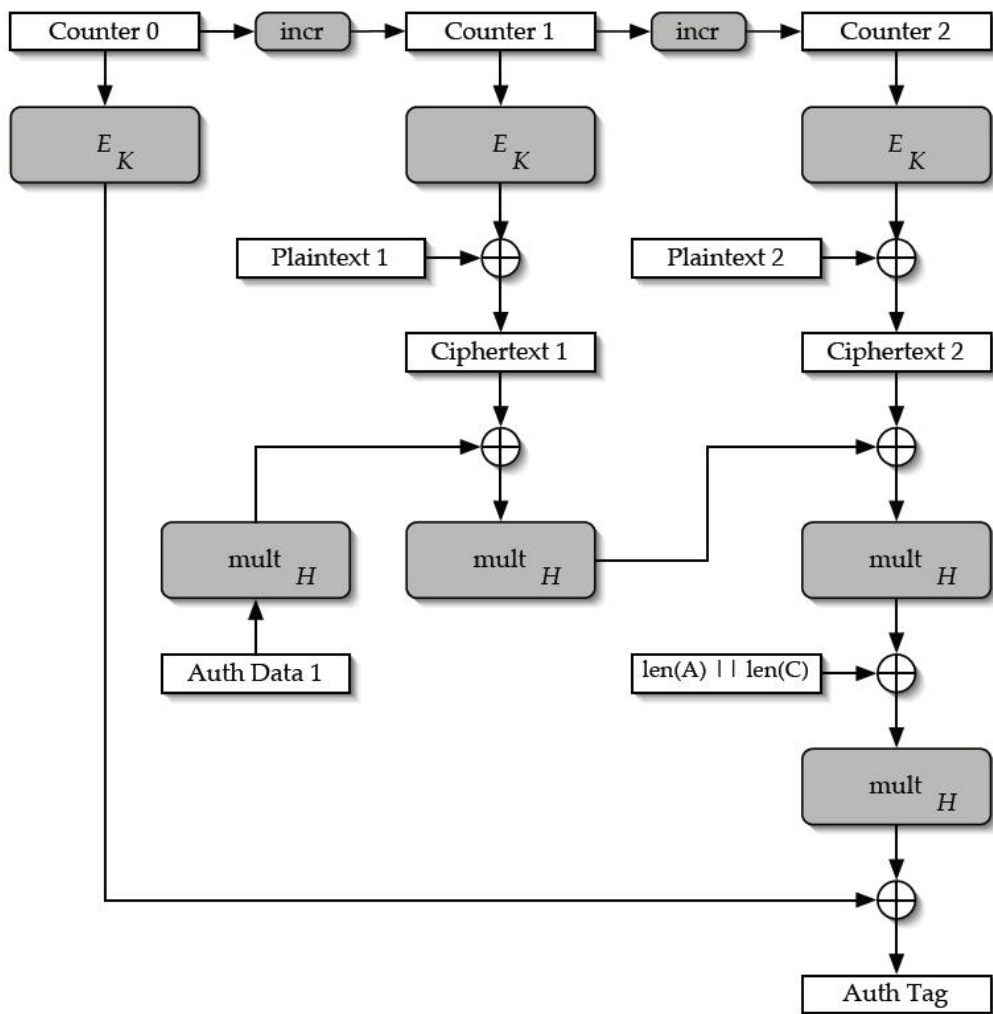 Counter 0
incr
Counter 1
incr
Counter 2
E K
E K
E K
Plaintext 1
Plaintext 2
Ciphertext 1
Ciphertext 2
mult H
mult H
mult H
Auth Data 1
len(A) || len(C)
mult H
Auth Tag